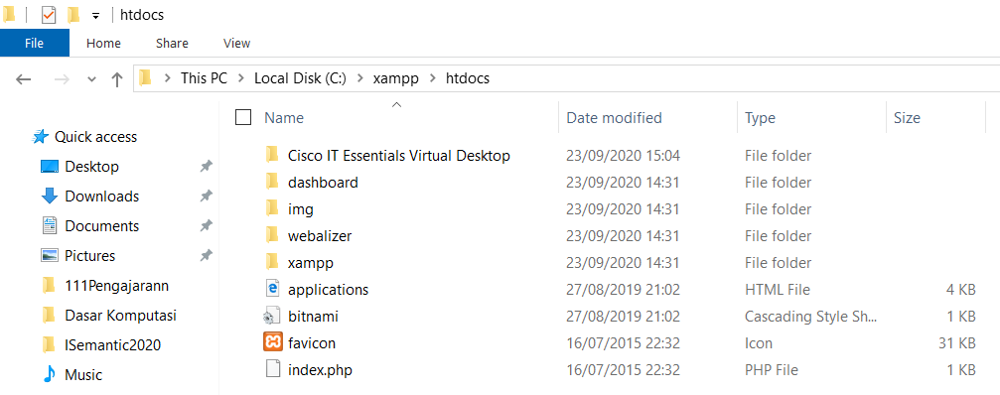 htdocs
File Home Share View
This PC Local Disk (C:) xampp htdocs
Name Date modified Type Size
Quick access
Desktop
Downloads
Documents
Pictures
111Pengajarann
Dasar Komputasi
ISemantic2020
Music
Cisco IT Essentials Virtual Desktop 23/09/2020 15:04 File folder
dashboard 23/09/2020 14:31 File folder
img 23/09/2020 14:31 File folder
webalizer 23/09/2020 14:31 File folder
xampp 23/09/2020 14:31 File folder
applications 27/08/2019 21:02 HTML File 4 KB
bitnami 27/08/2019 21:02 Cascading Style Sh... 1 KB
favicon 16/07/2015 22:32 Icon 31 KB
index.php 16/07/2015 22:32 PHP File 1 KB